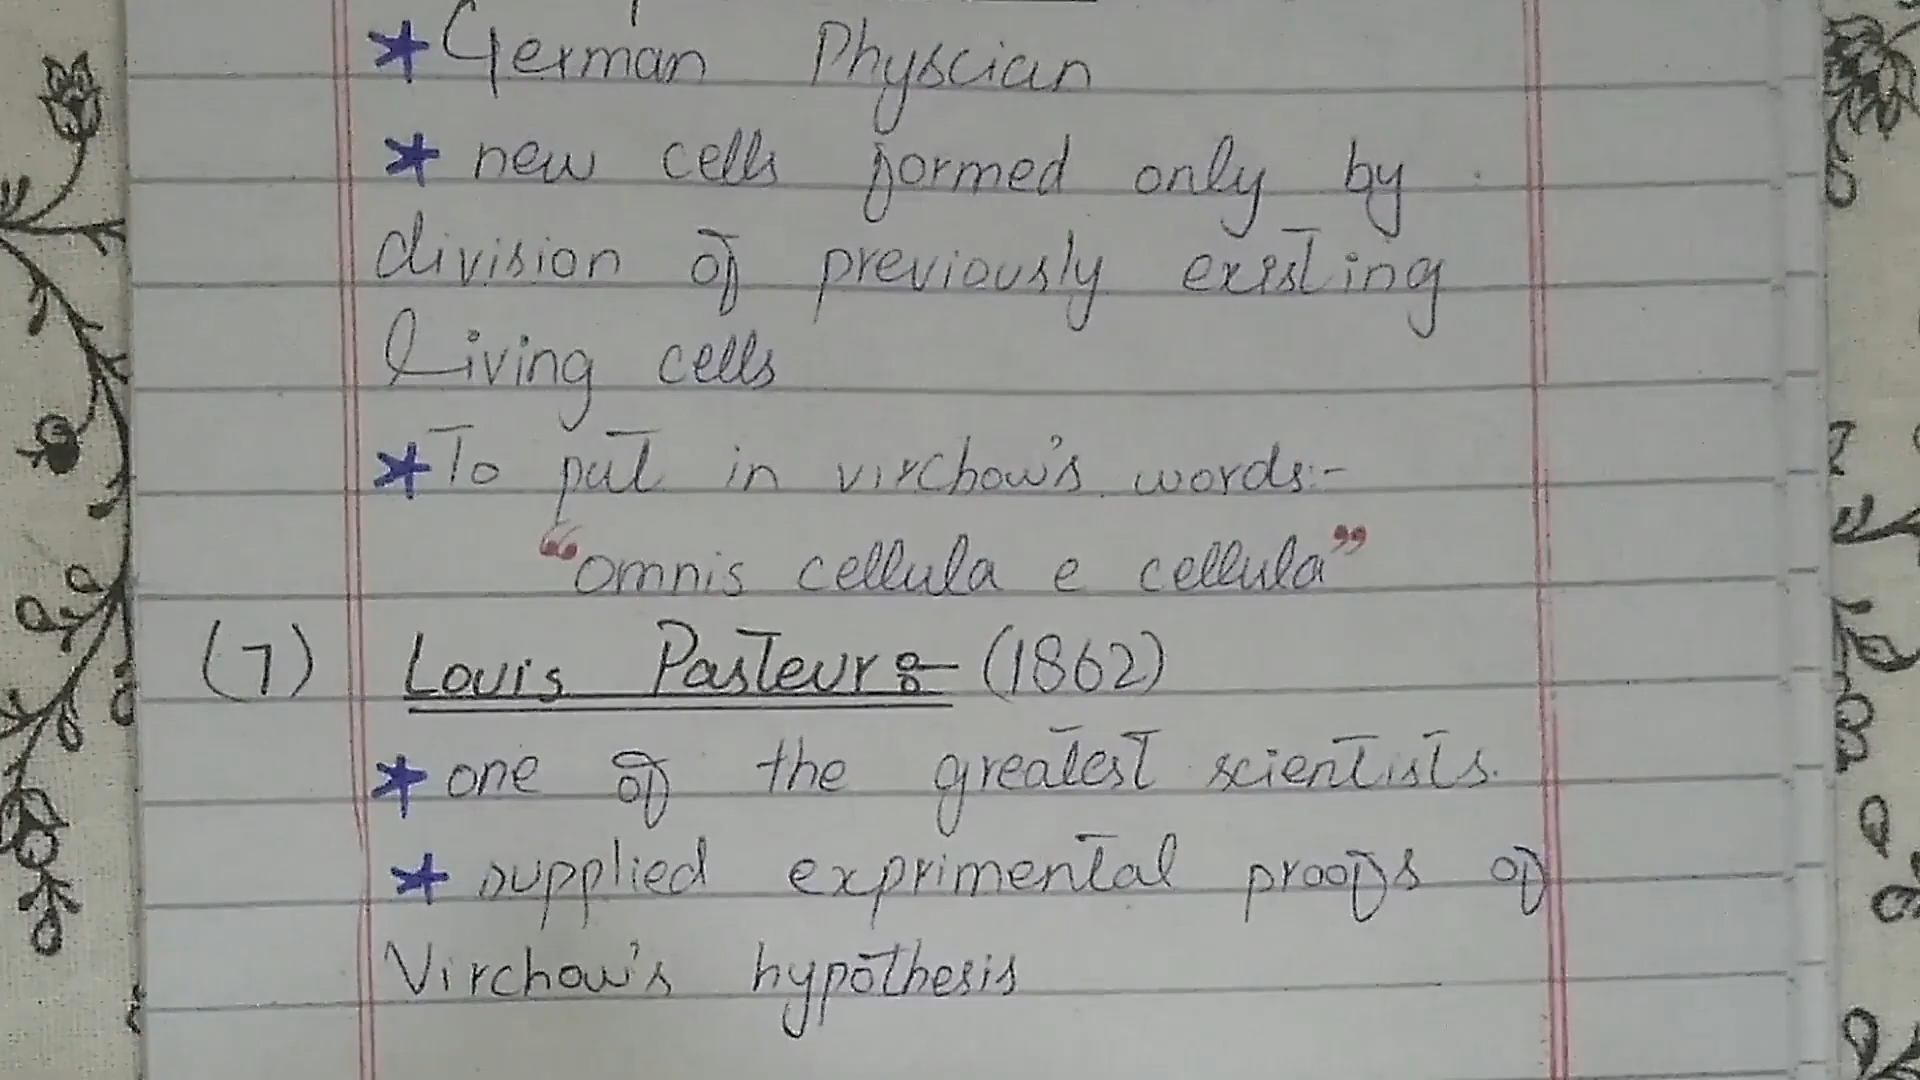 * German Physcian
* new cells formed only by
division of previously existing
living cells
* To put in virchow's words:-
"omnis cellula e cellula"
(7) Louis Pasteur:- (1862)
* one of the greatest scientists.
* supplied exprimental proofs of
Virchow's hypothesis